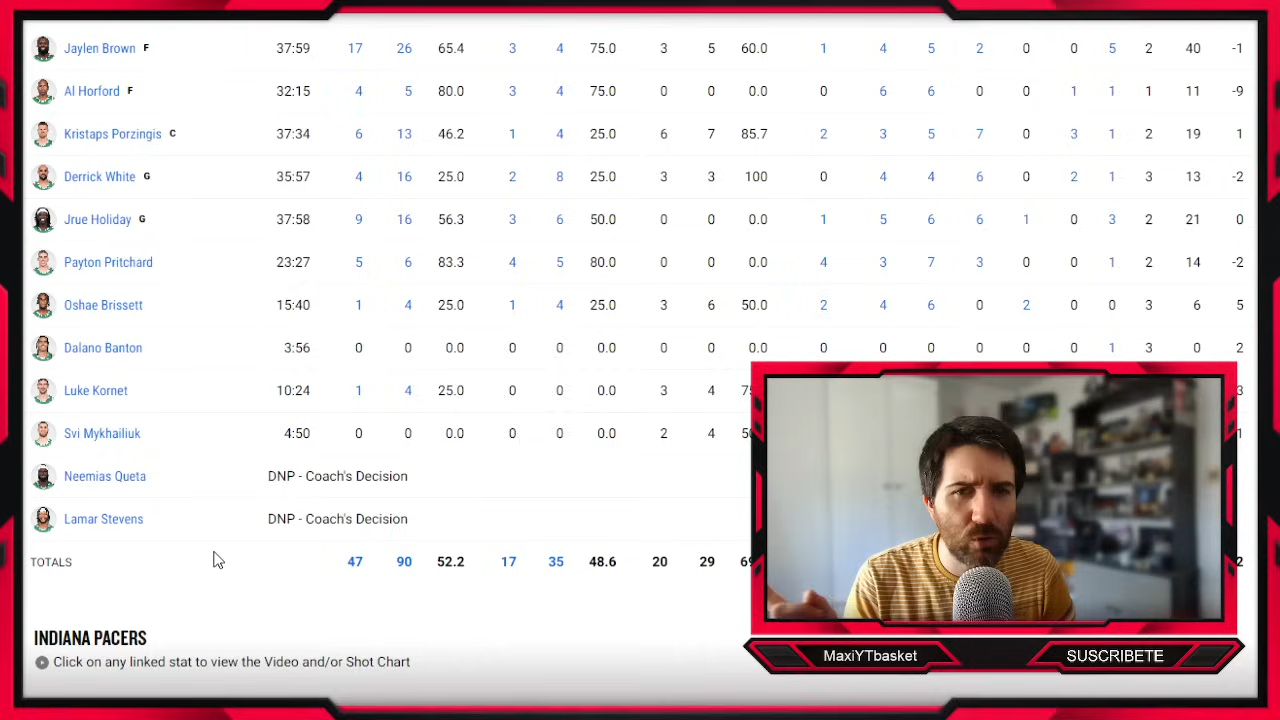 Jaylen Brown F 37:59 17 26 65.4 3 4 75.0 3 5 60.0 1 4 5 2 0 0 5 2 40 -1
Al Horford F 32:15 4 5 80.0 3 4 75.0 0 0 0.0 0 6 6 0 0 1 1 1 11 -9
Kristaps Porzingis C 37:34 6 13 46.2 1 4 25.0 6 7 85.7 2 3 5 7 0 3 1 2 19 1
Derrick White G 35:57 4 16 25.0 2 8 25.0 3 3 100 0 4 4 6 0 2 1 3 13 -2
Jrue Holiday G 37:58 9 16 56.3 3 6 50.0 0 0 0.0 1 5 6 6 1 0 3 2 21 0
Payton Pritchard 23:27 5 6 83.3 4 5 80.0 0 0 0.0 4 3 7 3 0 0 1 2 14 -2
Oshae Brissett 15:40 1 4 25.0 1 4 25.0 3 6 50.0 2 4 6 0 2 0 0 3 6 5
Dalano Banton 3:56 0 0 0.0 0 0 0.0 0 0 0.0 0 0 0 0 0 0 1 3 0 2
Luke Kornet 10:24 1 4 25.0 0 0 0.0 3 4
Svi Mykhailiuk 4:50 0 0 0.0 0 0 0.0 2 4
Neemias Queta DNP - Coach's Decision
Lamar Stevens DNP - Coach's Decision
TOTALS 47 90 52.2 17 35 48.6 20 29
INDIANA PACERS
Click on any linked stat to view the Video and/or Shot Chart
MaxiYTbasket
SUSCRIBETE